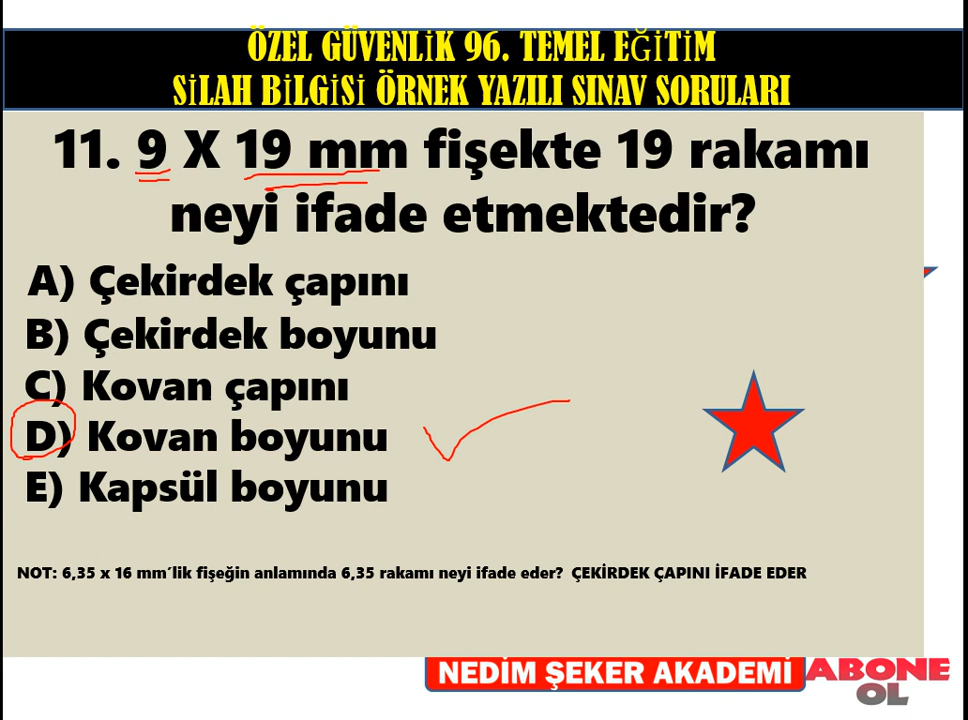 ÖZEL GÜVENLİK 96. TEMEL EĞİTİM
SİLAH BİLGİSİ ÖRNEK YAZILI SINAV SORULARI
11. 9 X 19 mm fişekte 19 rakamı
neyi ifade etmektedir?
A) Çekirdek çapını
B) Çekirdek boyunu
C) Kovan çapını
D) Kovan boyunu
E) Kapsül boyunu
NOT: 6,35 x 16 mm´lik fişeğin anlamında 6,35 rakamı neyi ifade eder? ÇEKİRDEK ÇAPINI İFADE EDER
NEDİM ŞEKER AKADEMİ
ABONE
OL